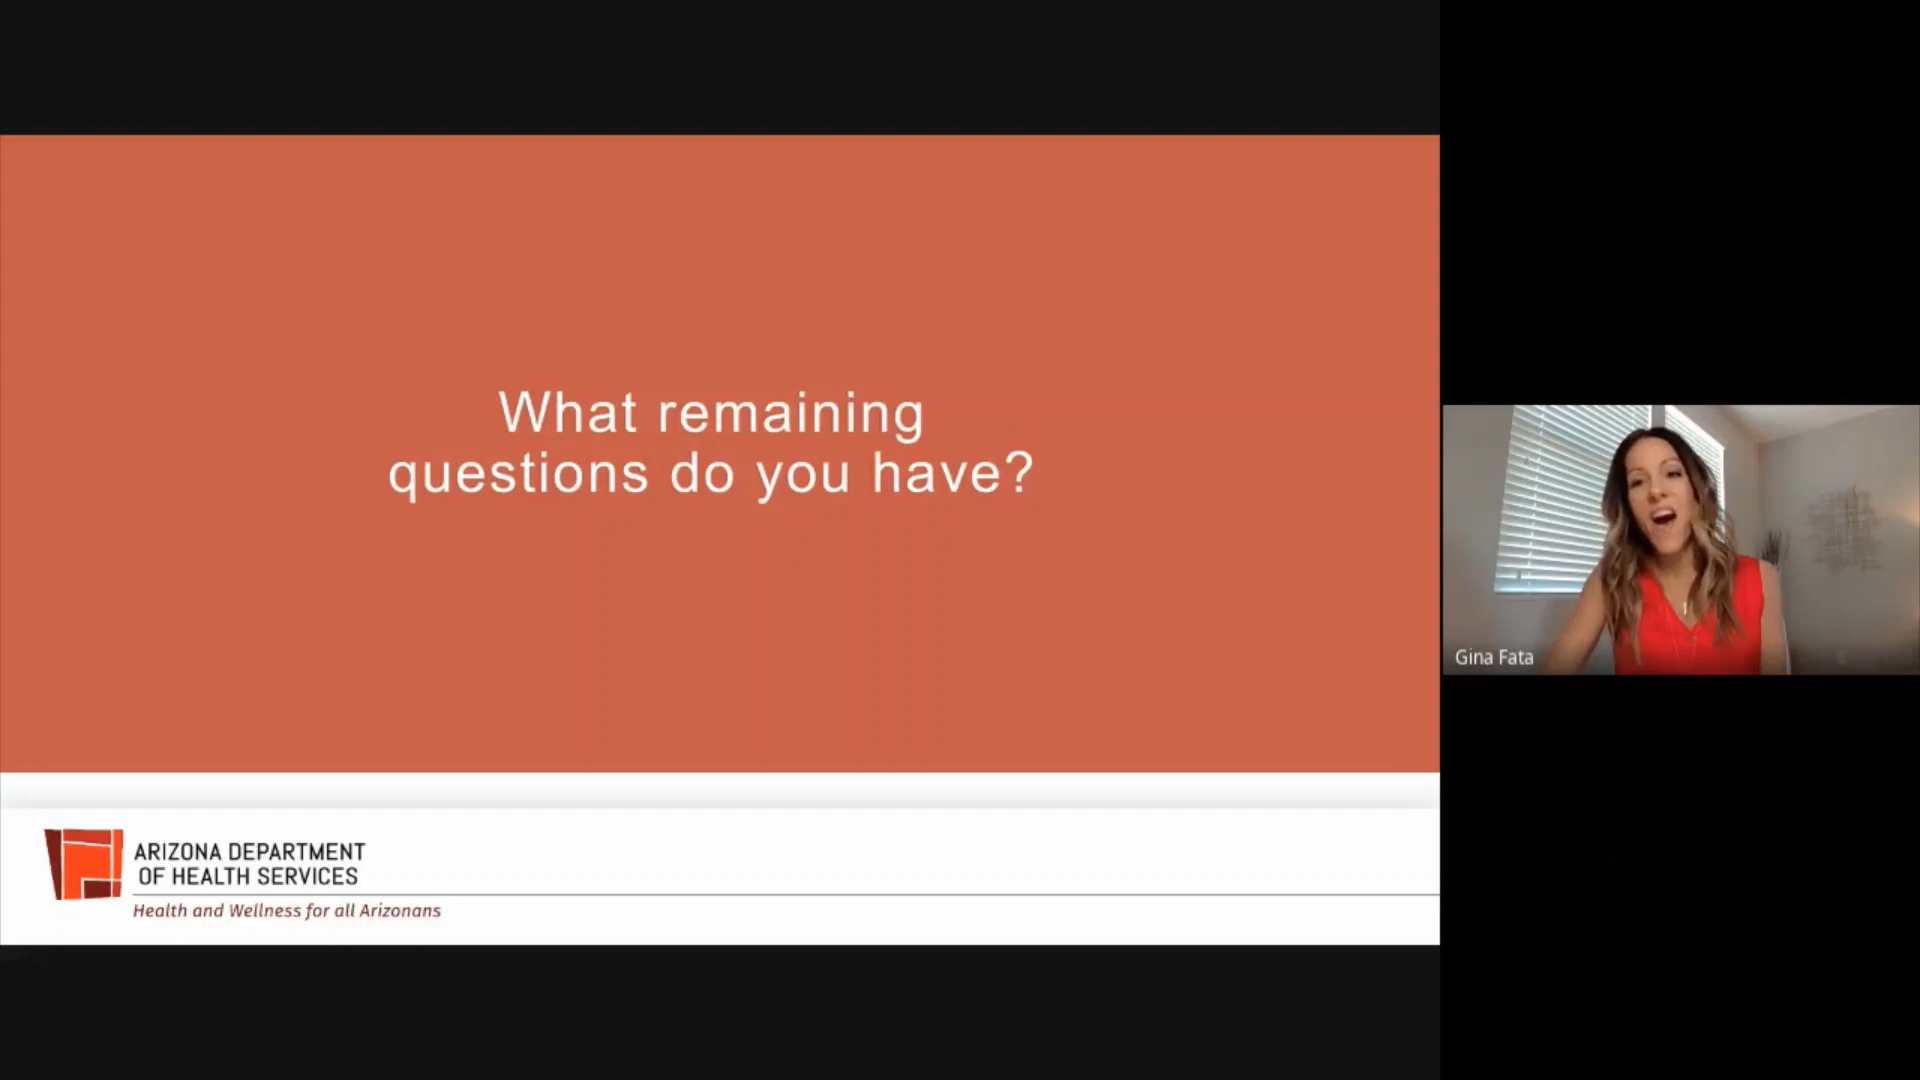 What remaining
questions do you have?
Gina Fata
ARIZONA DEPARTMENT
OF HEALTH SERVICES
Health and Wellness for all Arizonans